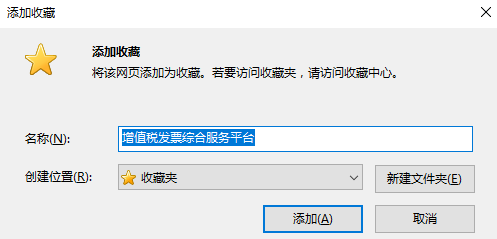 添加收藏
添加收藏
将该网页添加为收藏。若要访问收藏夹，请访问收藏中心。
名称(N): 增值税发票综合服务平台
创建位置(R): 收藏夹 新建文件夹(E)
添加(A) 取消